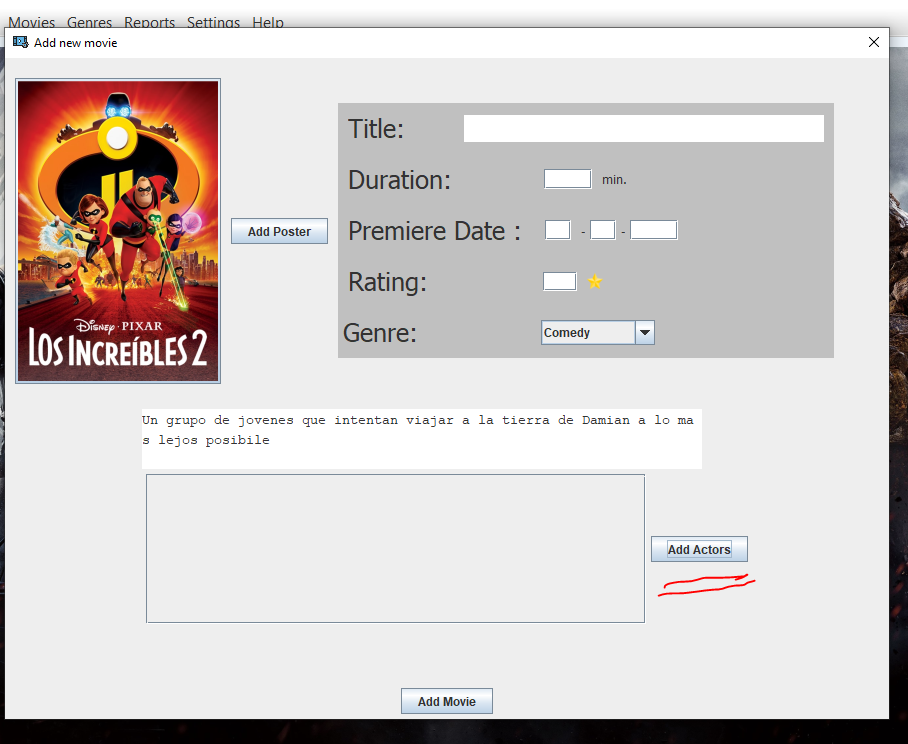 Movies Genres Reports Settings Help
Add new movie
Disney · PIXAR
LOS INCREÍBLES 2
Add Poster
Title:
Duration:
min.
Premiere Date :
- -
Rating:
Genre:
Comedy
Un grupo de jovenes que intentan viajar a la tierra de Damian a lo ma
s lejos posibile
Add Actors
Add Movie